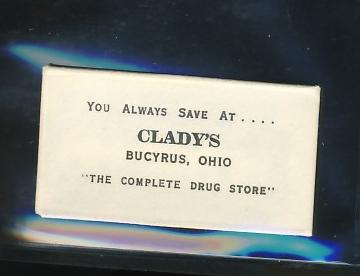 YOU ALWAYS SAVE AT....
CLADY'S
BUCYRUS, OHIO
"THE COMPLETE DRUG STORE"